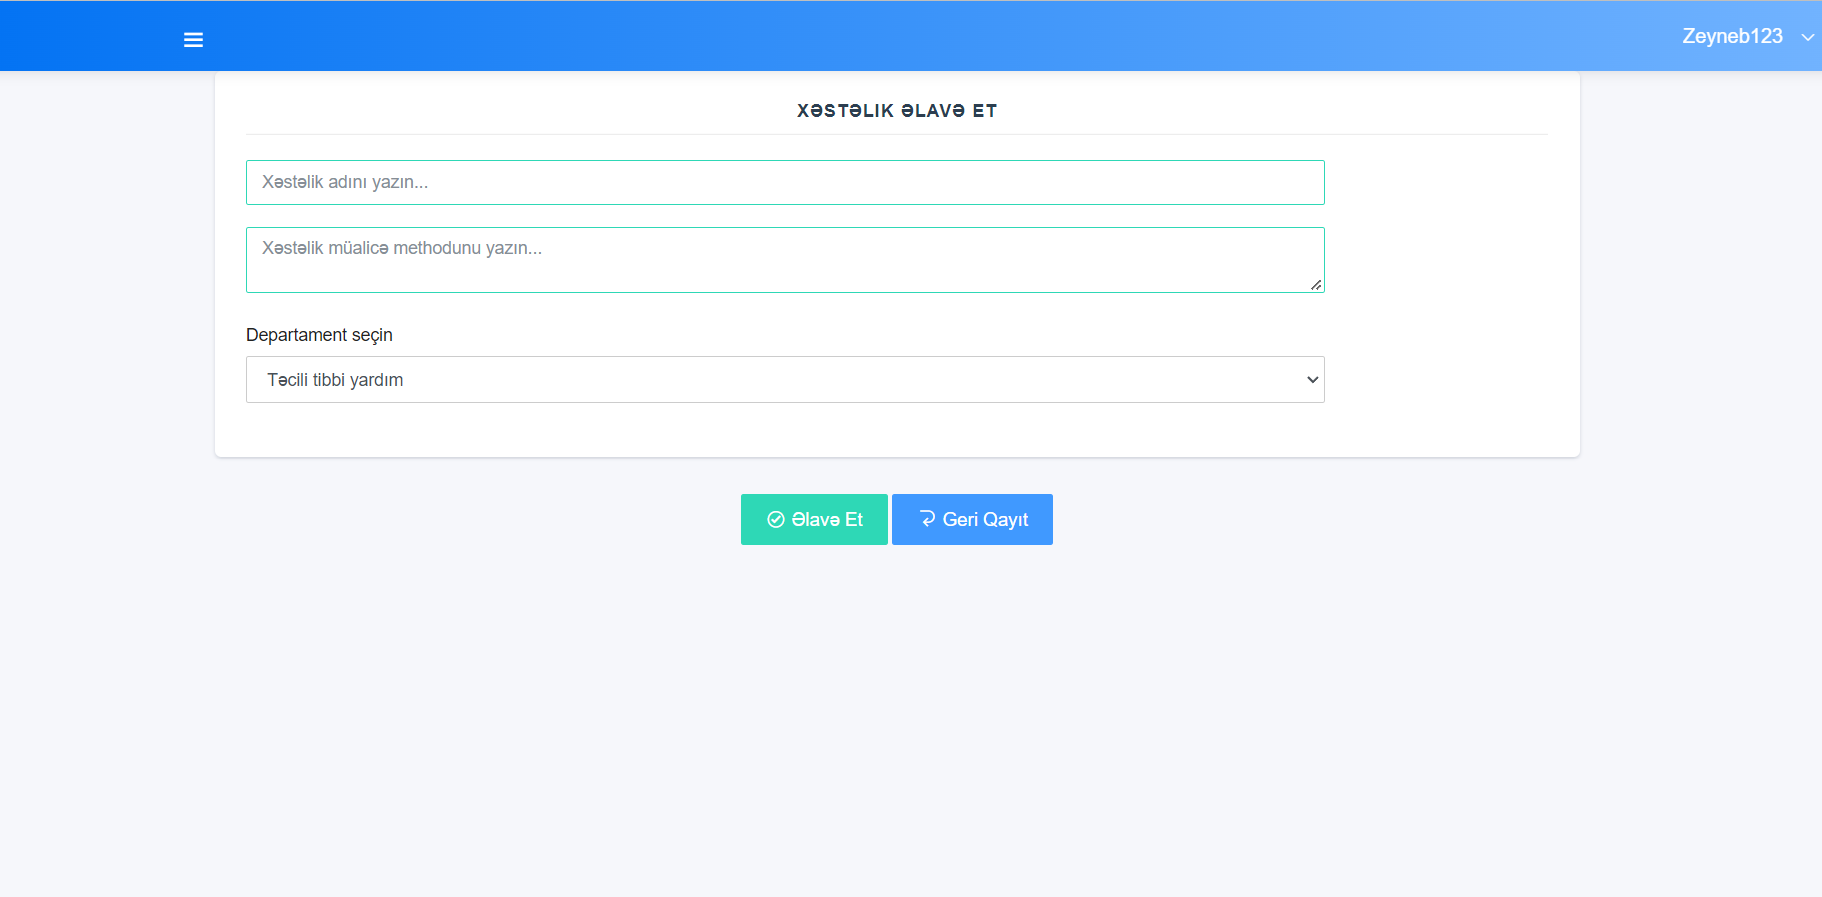 Zeyneb123
XƏSTƏLIK ƏLAVƏ ET
Xəstəlik adını yazın...
Xəstəlik müalicə methodunu yazın...
Departament seçin
Təcili tibbi yardım
Əlavə Et
Geri Qayıt